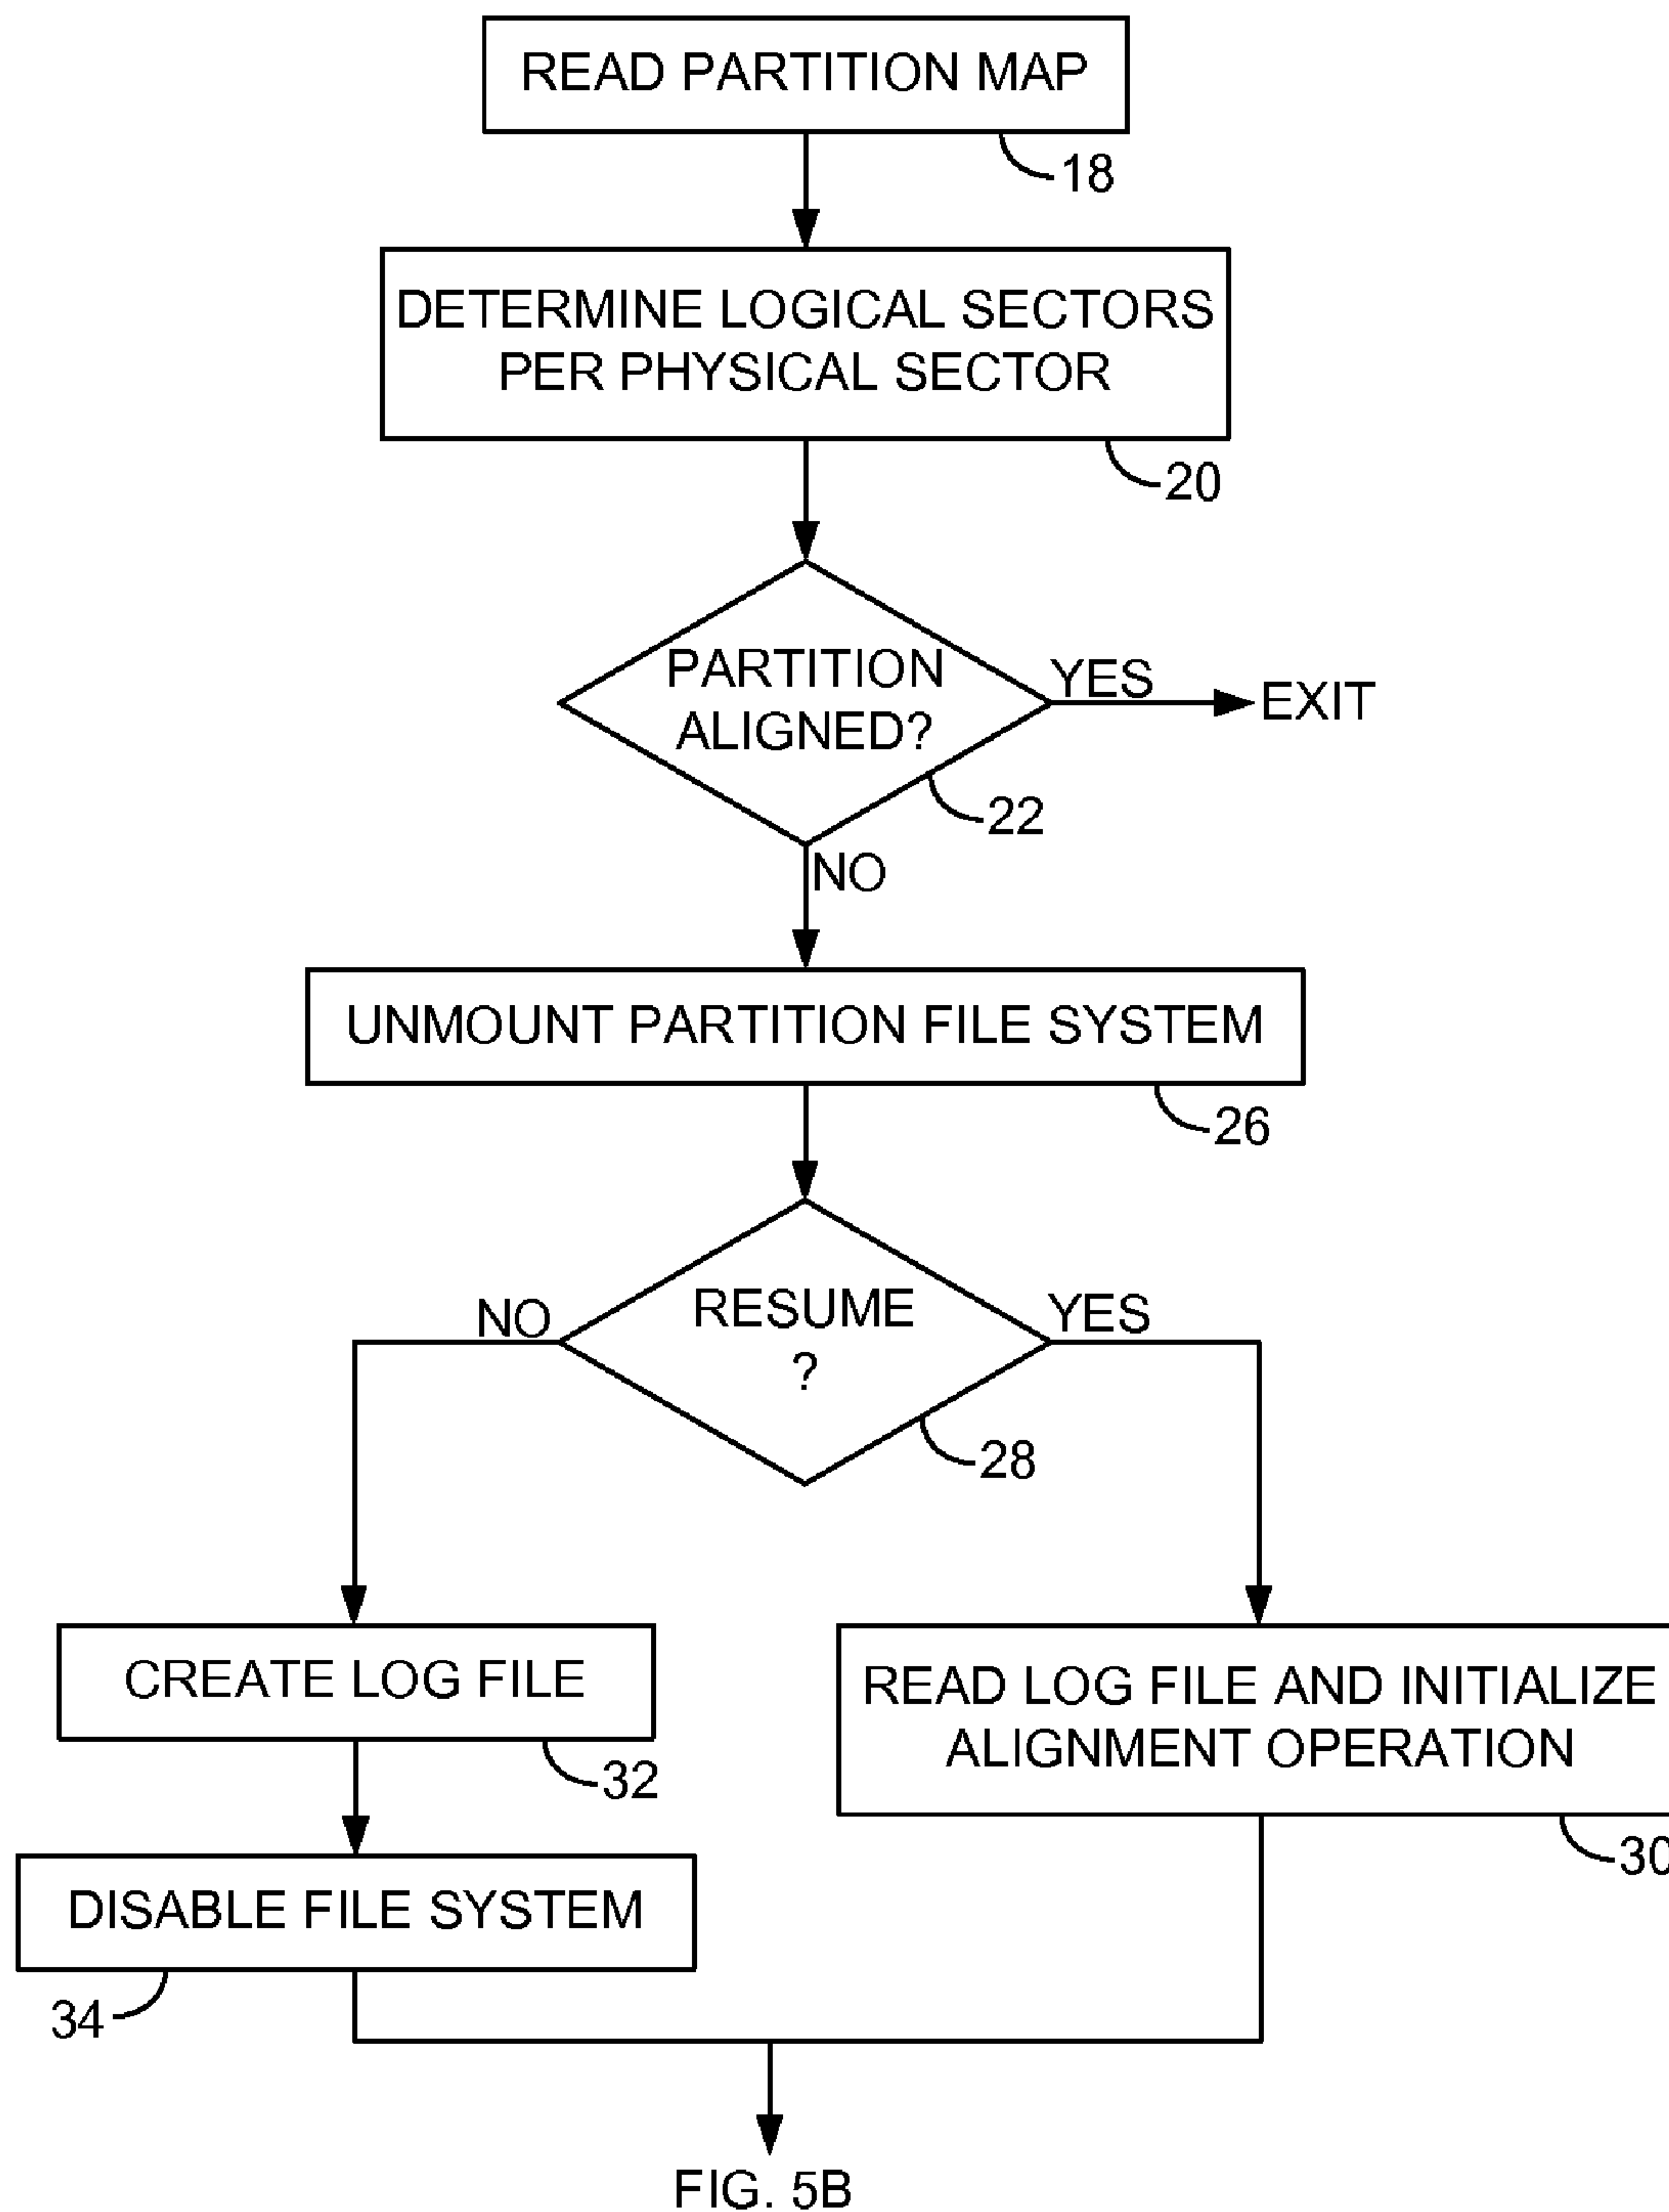 READ PARTITION MAP
18
DETERMINE LOGICAL SECTORS
PER PHYSICAL SECTOR
20
PARTITION
ALIGNED?
YES
EXIT
22
NO
UNMOUNT PARTITION FILE SYSTEM
26
RESUME
?
NO
YES
28
CREATE LOG FILE
32
READ LOG FILE AND INITIALIZE
ALIGNMENT OPERATION
30
DISABLE FILE SYSTEM
34
FIG. 5B